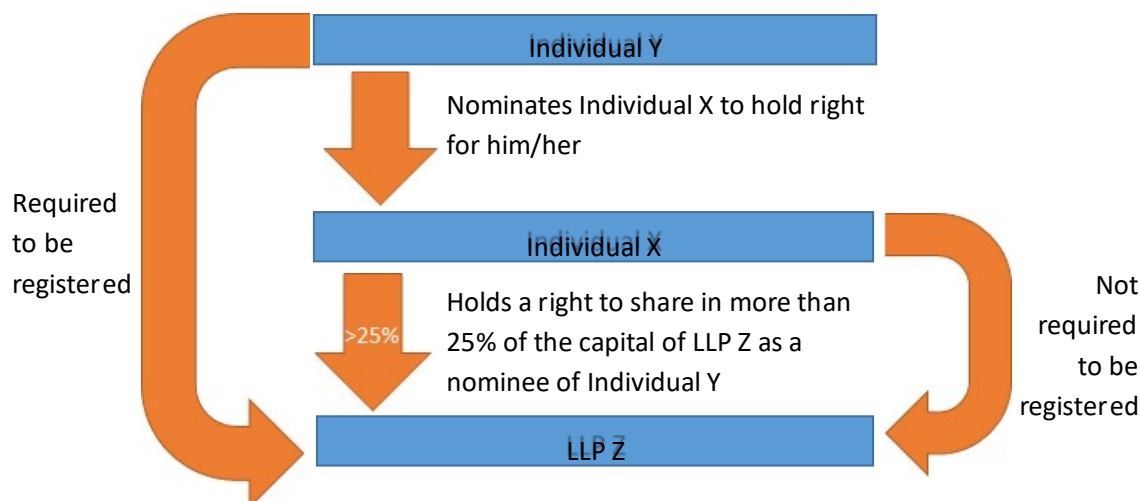 Individual Y
Nominates Individual X to hold right
for him/her
Required
to be
registered
Individual X
>25%
Holds a right to share in more than
25% of the capital of LLP Z as a
nominee of Individual Y
Not
required
to be
registered
LLP Z